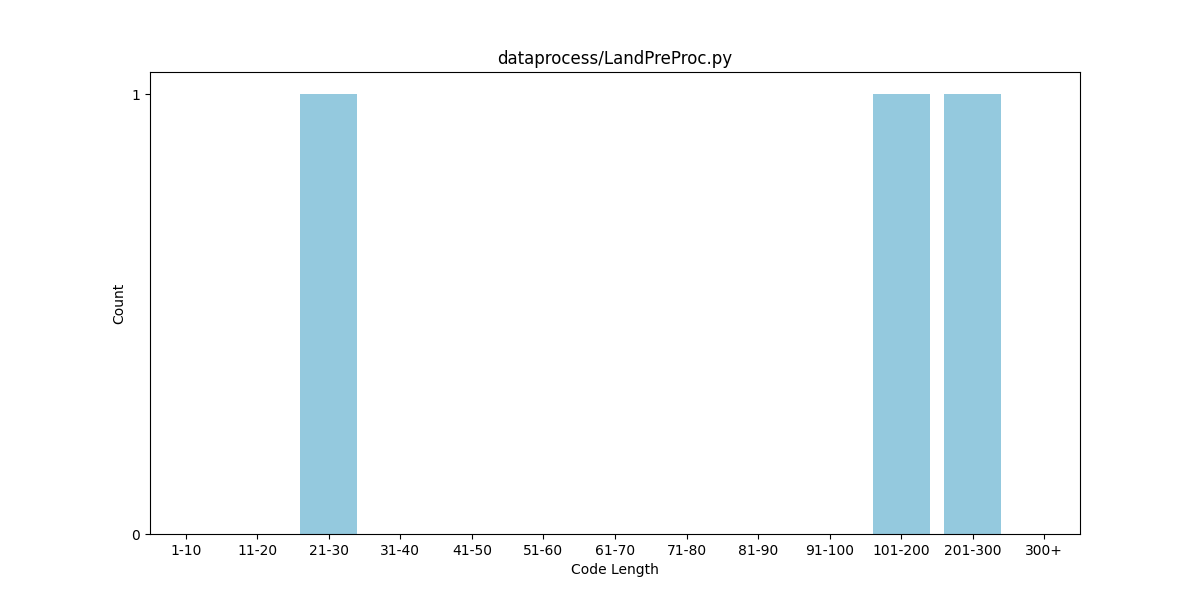 dataprocess/LandPreProc.py
1
Count
0
1-10 11-20 21-30 31-40 41-50 51-60 61-70 71-80 81-90 91-100 101-200 201-300 300+
Code Length